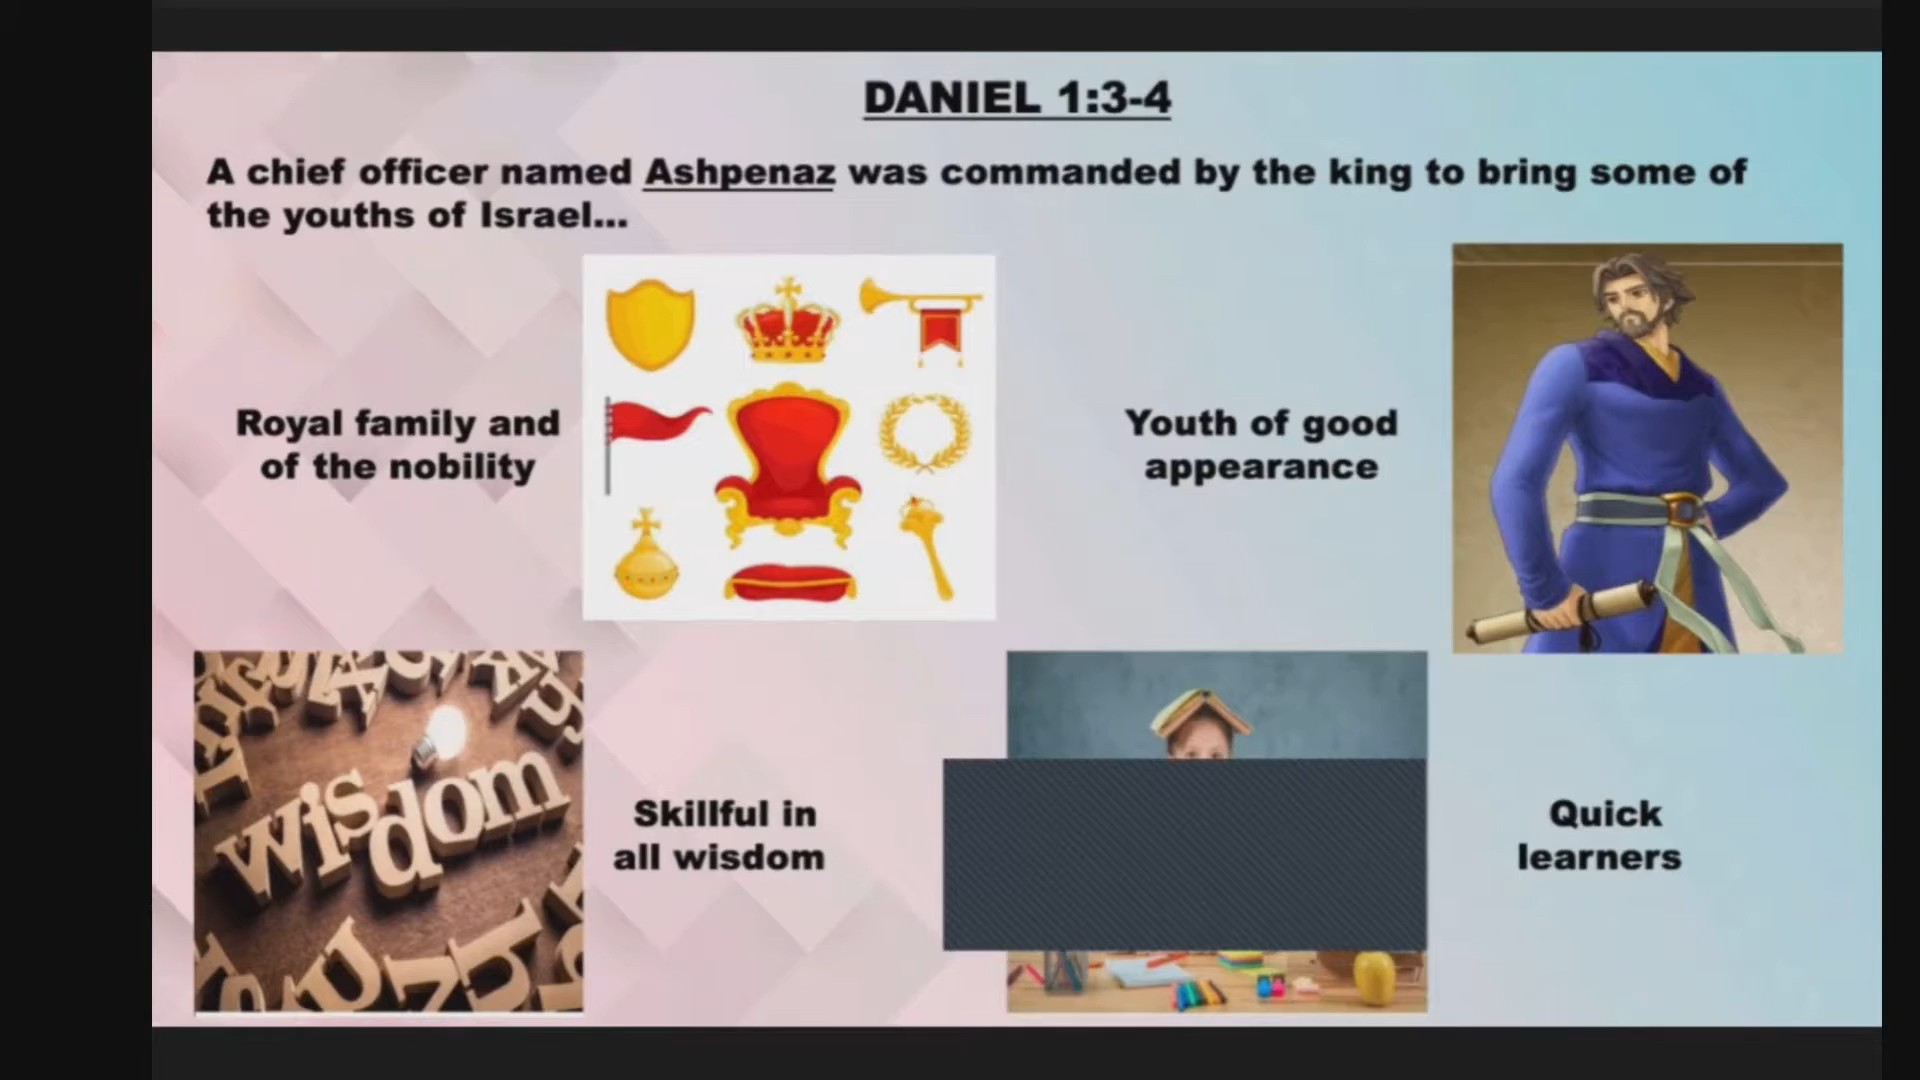 DANIEL 1:3-4
A chief officer named Ashpenaz was commanded by the king to bring some of
the youths of Israel...
Royal family and
of the nobility
Youth of good
appearance
wisdom
Skillful in
all wisdom
Quick
learners